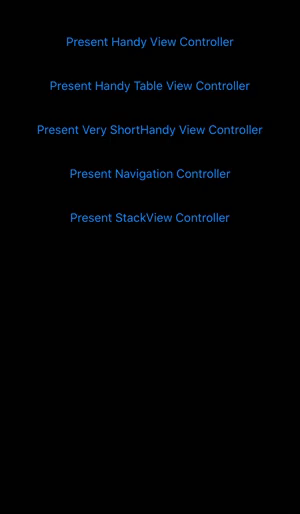 Present Handy View Controller
Present Handy Table View Controller
Present Very ShortHandy View Controller
Present Navigation Controller
Present StackView Controller